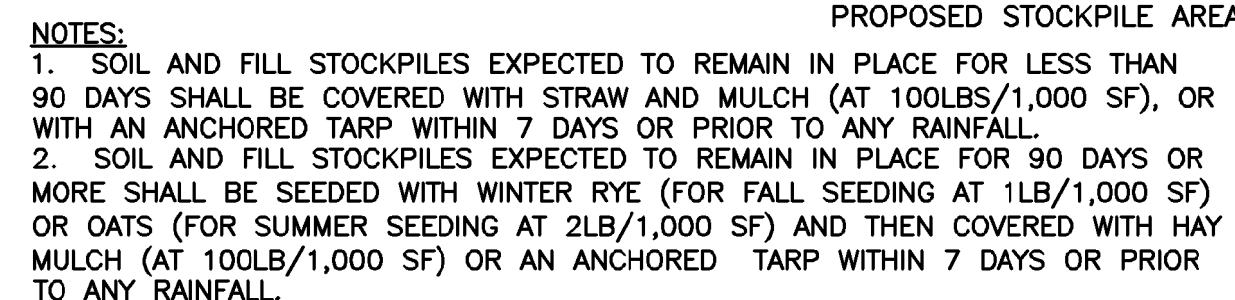 PROPOSED STOCKPILE AREA
NOTES:
1. SOIL AND FILL STOCKPILES EXPECTED TO REMAIN IN PLACE FOR LESS THAN
90 DAYS SHALL BE COVERED WITH STRAW AND MULCH (AT 100LBS/1,000 SF), OR
WITH AN ANCHORED TARP WITHIN 7 DAYS OR PRIOR TO ANY RAINFALL.
2. SOIL AND FILL STOCKPILES EXPECTED TO REMAIN IN PLACE FOR 90 DAYS OR
MORE SHALL BE SEEDED WITH WINTER RYE (FOR FALL SEEDING AT 1LB/1,000 SF)
OR OATS (FOR SUMMER SEEDING AT 2LB/1,000 SF) AND THEN COVERED WITH HAY
MULCH (AT 100LB/1,000 SF) OR AN ANCHORED TARP WITHIN 7 DAYS OR PRIOR
TO ANY RAINFALL.